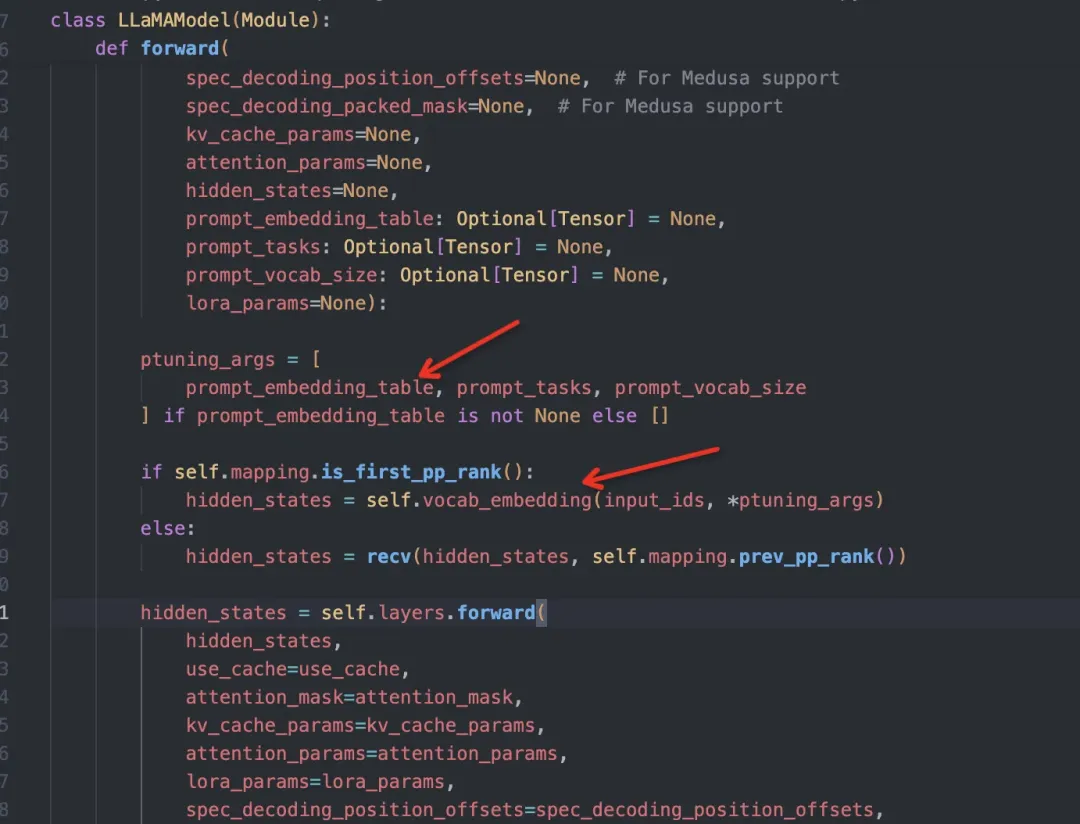 7 class LLaMAModel(Module):
6 def forward(
2 spec_decoding_position_offsets=None, # For Medusa support
3 spec_decoding_packed_mask=None, # For Medusa support
4 kv_cache_params=None,
5 attention_params=None,
6 hidden_states=None,
7 prompt_embedding_table: Optional[Tensor] = None,
8 prompt_tasks: Optional[Tensor] = None,
9 prompt_vocab_size: Optional[Tensor] = None,
0 lora_params=None):
1
2 ptuning_args = [
3 prompt_embedding_table, prompt_tasks, prompt_vocab_size
4 ] if prompt_embedding_table is not None else []
5
6 if self.mapping.is_first_pp_rank():
7 hidden_states = self.vocab_embedding(input_ids, *ptuning_args)
8 else:
9 hidden_states = recv(hidden_states, self.mapping.prev_pp_rank())
0
1 hidden_states = self.layers.forward(
2 hidden_states,
3 use_cache=use_cache,
4 attention_mask=attention_mask,
5 kv_cache_params=kv_cache_params,
6 attention_params=attention_params,
7 lora_params=lora_params,
8 spec_decoding_position_offsets=spec_decoding_position_offsets,